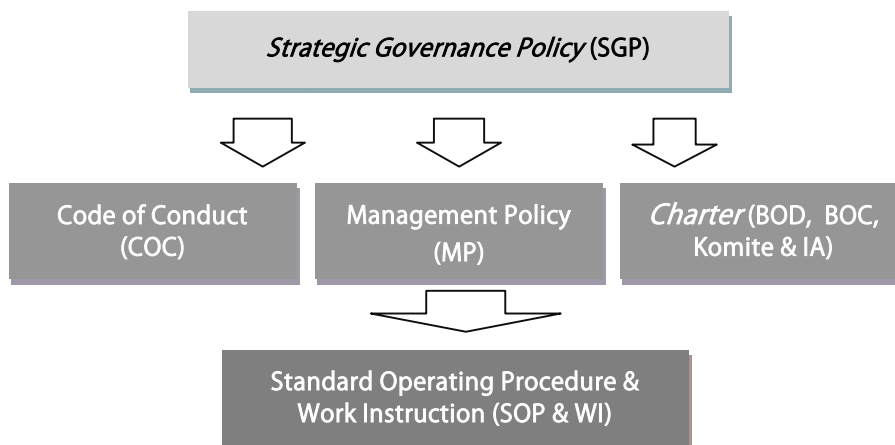 Strategic Governance Policy (SGP)
Code of Conduct
(COC)
Management Policy
(MP)
Charter (BOD, BOC,
Komite & IA)
Standard Operating Procedure &
Work Instruction (SOP & WI)